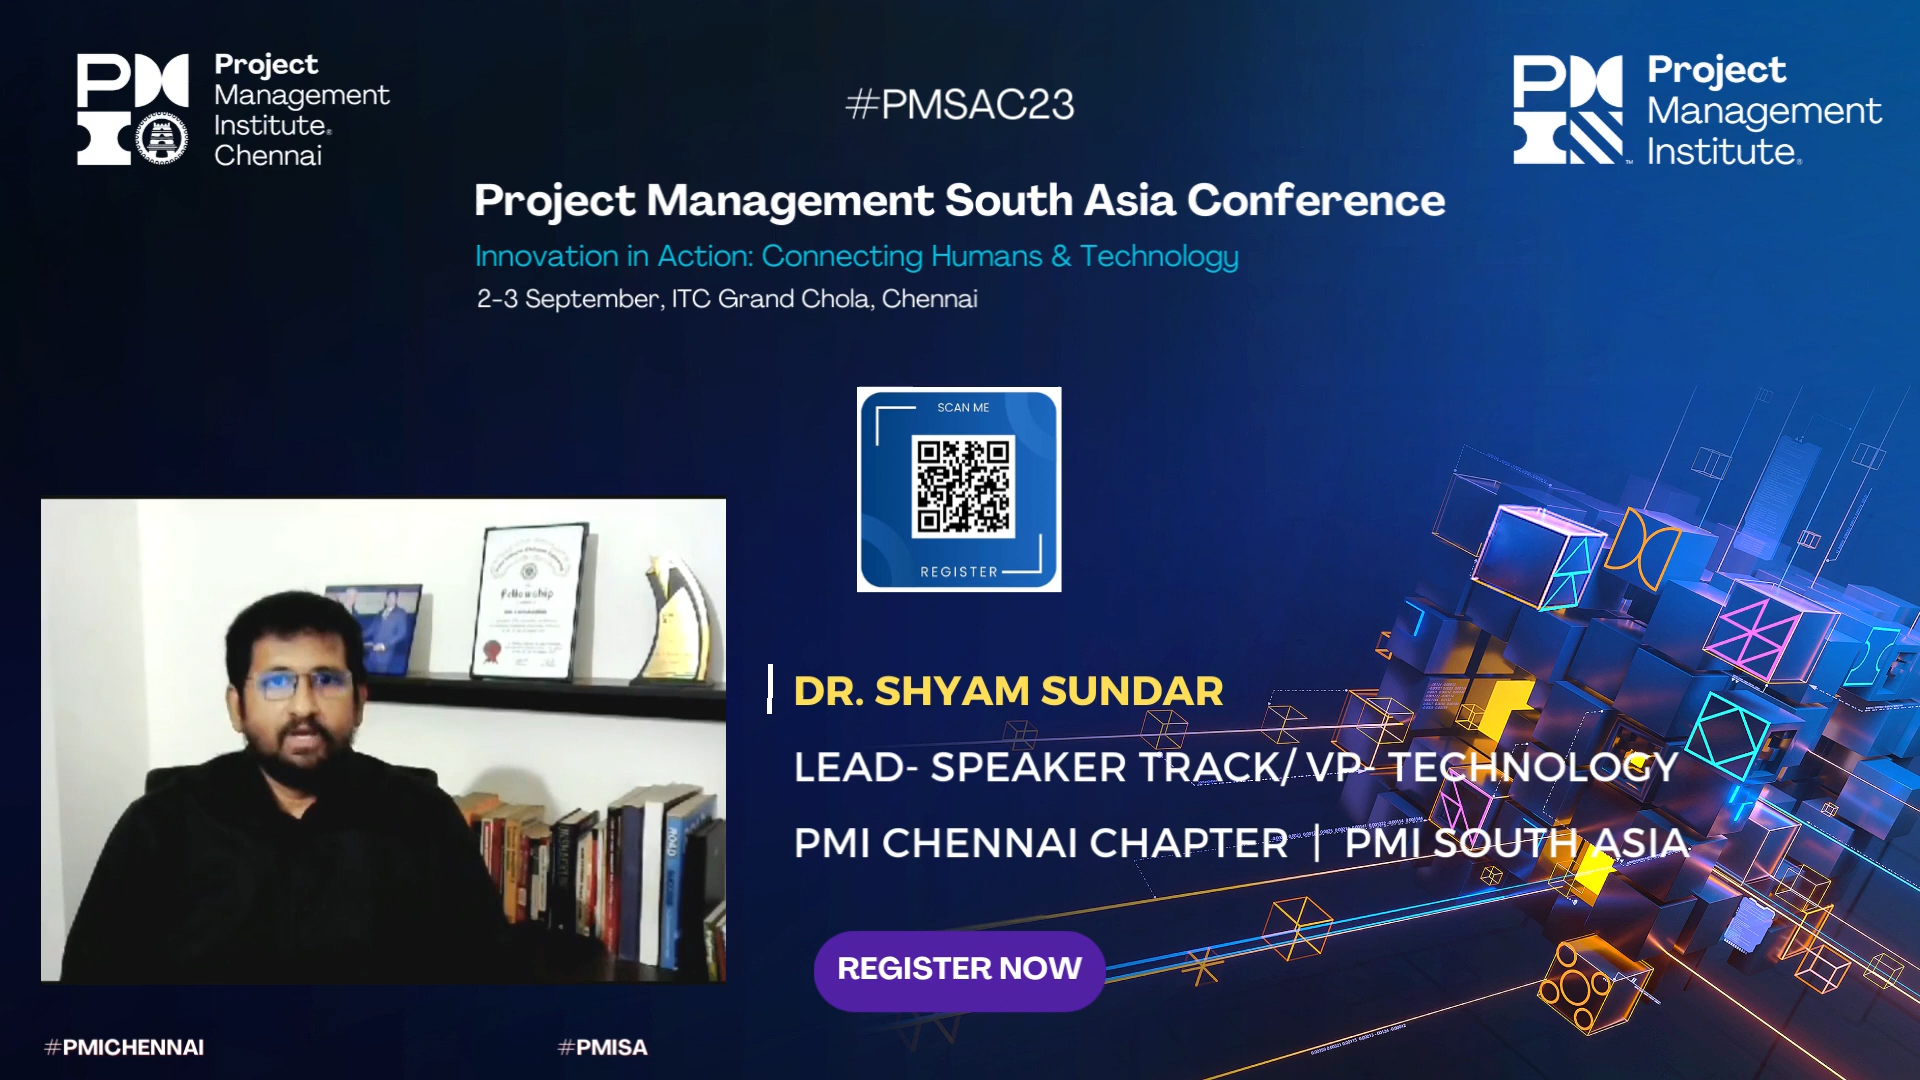 Project
Management
Institute®
Chennai
#PMSAC23
Project
Management
Institute®
Project Management South Asia Conference
Innovation in Action: Connecting Humans & Technology
2-3 September, ITC Grand Chola, Chennai
SCAN ME
REGISTER
Fellowship
DR. SHYAM SUNDAR
LEAD- SPEAKER TRACK/ VP- TECHNOLOGY
PMI CHENNAI CHAPTER | PMI SOUTH ASIA
REGISTER NOW
#PMICHENNAI
#PMISA